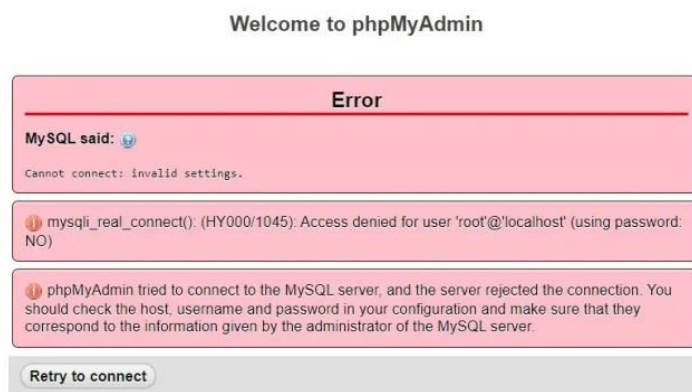 Welcome to phpMyAdmin
Error
MySQL said:
Cannot connect: invalid settings.
mysqli_real_connect(): (HY000/1045): Access denied for user 'root'@'localhost' (using password:
NO)
phpMyAdmin tried to connect to the MySQL server, and the server rejected the connection. You
should check the host, username and password in your configuration and make sure that they
correspond to the information given by the administrator of the MySQL server.
Retry to connect